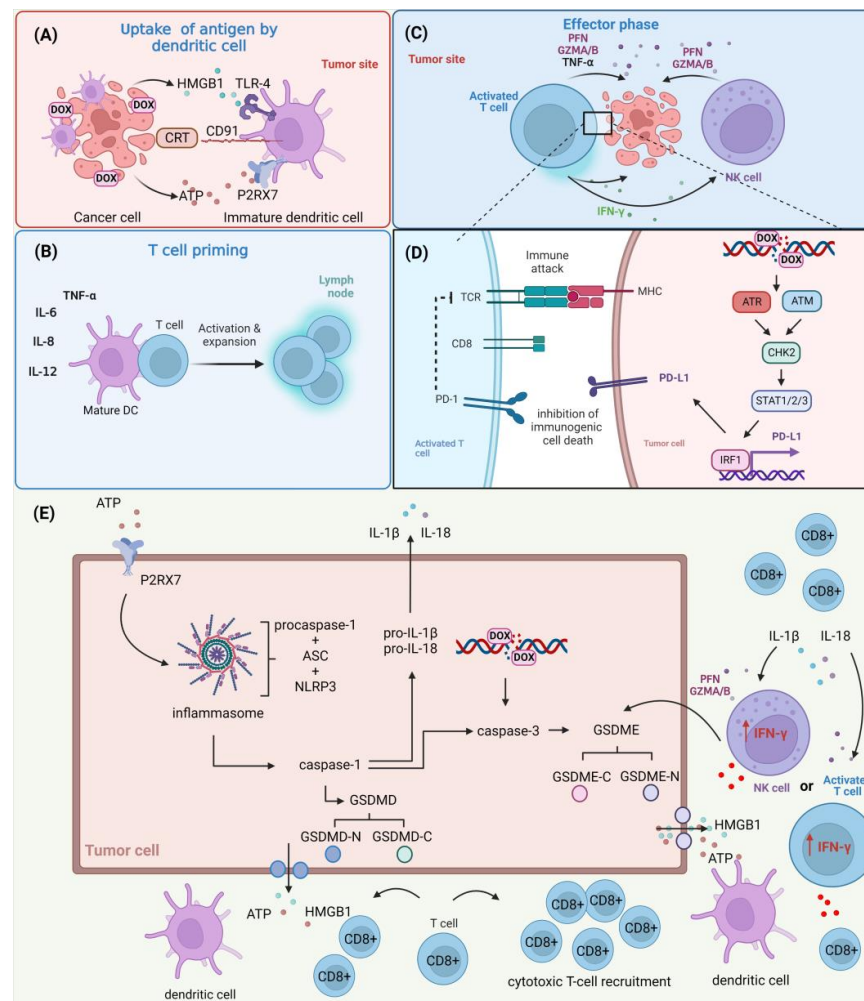 (A)
Uptake of antigen by
dendritic cell
Tumor site
DOX
DOX
DOX
HMGB1
TLR-4
CRT
CD91
ATP
P2RX7
Cancer cell
Immature dendritic cell
(B)
T cell priming
TNF-α
IL-6
IL-8
IL-12
T cell
Mature DC
Activation &
expansion
Lymph
node
(C)
Effector phase
Tumor site
PFN
GZMA/B
TNF-α
PFN
GZMA/B
Activated
T cell
NK cell
IFN-γ
(D)
Immune
attack
TCR
MHC
CD8
PD-1
PD-L1
inhibition of
immunogenic
cell death
Activated T
cell
Tumor cell
DOX
DOX
ATR
ATM
CHK2
STAT1/2/3
PD-L1
IRF1
(E)
ATP
P2RX7
IL-1β
IL-18
inflammasome
procaspase-1
+
ASC
+
NLRP3
pro-IL-1β
pro-IL-18
DOX
DOX
caspase-1
caspase-3
GSDME
GSDME-C
GSDME-N
GSDMD
GSDMD-N
GSDMD-C
Tumor cell
ATP
HMGB1
dendritic cell
CD8+
CD8+
T cell
CD8+
CD8+
CD8+
CD8+
CD8+
CD8+
cytotoxic T-cell recruitment
CD8+
CD8+
CD8+
IL-1β
IL-18
PFN
GZMA/B
IFN-γ
NK cell
or
Activated
T cell
IFN-γ
HMGB1
ATP
dendritic cell
CD8+